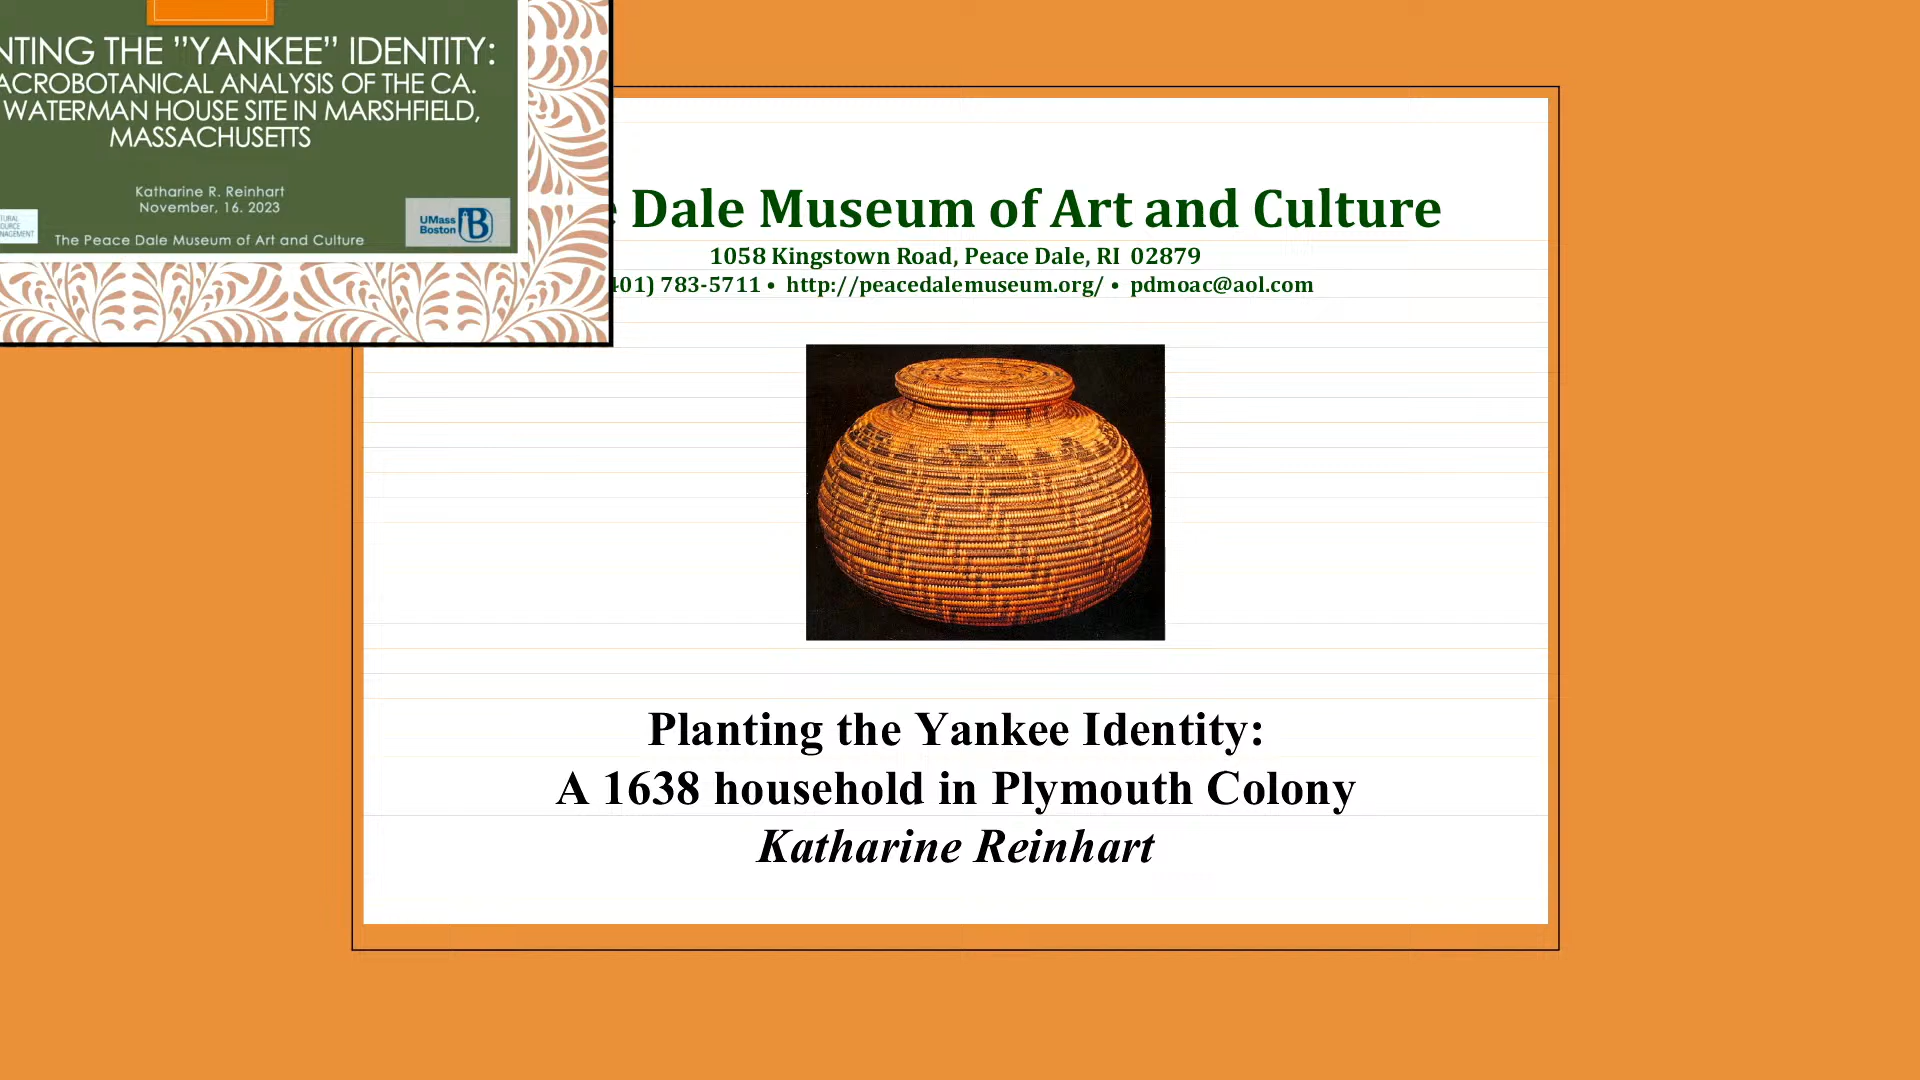 NTING THE ”YANKEE” IDENTITY:
ACROBOTANICAL ANALYSIS OF THE CA.
WATERMAN HOUSE SITE IN MARSHFIELD,
MASSACHUSETTS
Katharine R. Reinhart
November, 16. 2023
The Peace Dale Museum of Art and Culture
UMass
Boston
B
e Dale Museum of Art and Culture
1058 Kingstown Road, Peace Dale, RI 02879
401) 783-5711 • http://peacedalemuseum.org/ • pdmoac@aol.com
Planting the Yankee Identity:
A 1638 household in Plymouth Colony
Katharine Reinhart